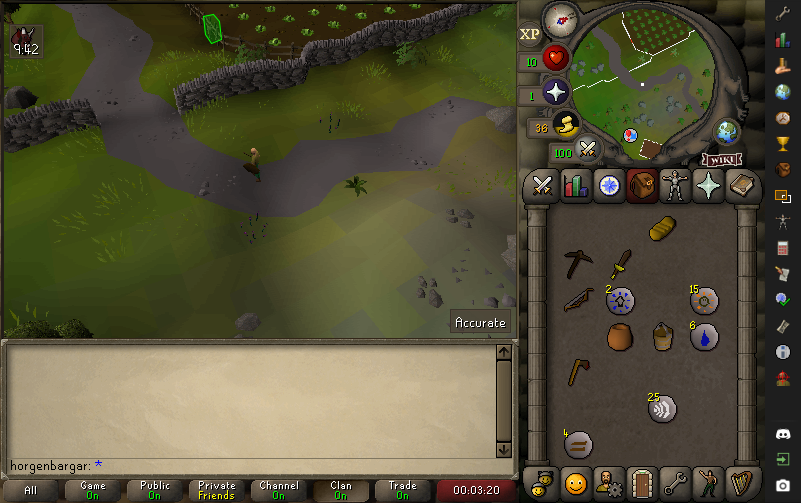 9:42
XP
10
1
36
100
WIKI
Accurate
2
15
6
25
4
horgenbargar: *
All
Game
On
Public
On
Private
Friends
Channel
On
Clan
On
Trade
On
00:03:20